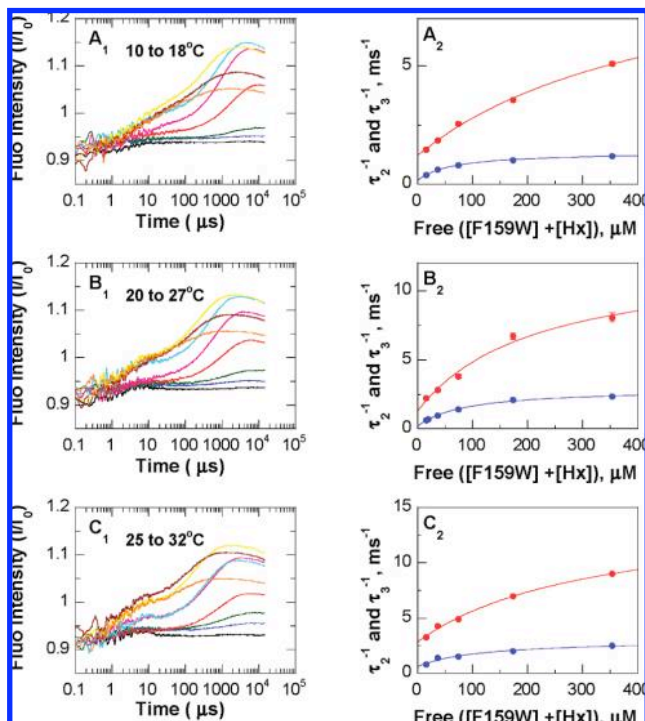 Fluo Intensity (I/I0)
A1 10 to 18°C
1.2
1.1
1
0.9
0.1 1 10 100 1000 10^4 10^5
Time ( μs)
τ2^-1 and τ3^-1, ms^-1
A2
5
0
0 100 200 300 400
Free ([F159W] +[Hx]), μM
Fluo Intensity (I/I0)
B1 20 to 27°C
1.2
1.1
1
0.9
0.1 1 10 100 1000 10^4 10^5
Time ( μs)
τ2^-1 and τ3^-1, ms^-1
B2
10
5
0
0 100 200 300 400
Free ([F159W] +[Hx]), μM
Fluo Intensity (I/I0)
C1 25 to 32°C
1.2
1.1
1
0.9
0.1 1 10 100 1000 10^4 10^5
Time ( μs)
τ2^-1 and τ3^-1, ms^-1
C2
15
10
5
0
0 100 200 300 400
Free ([F159W] +[Hx]), μM